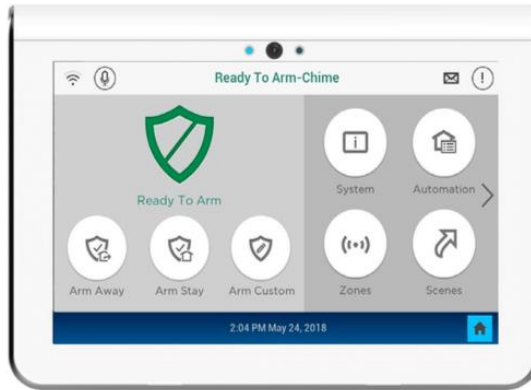 Ready To Arm-Chime
Ready To Arm
Arm Away
Arm Stay
Arm Custom
System
Automation
Zones
Scenes
2:04 PM May 24, 2018